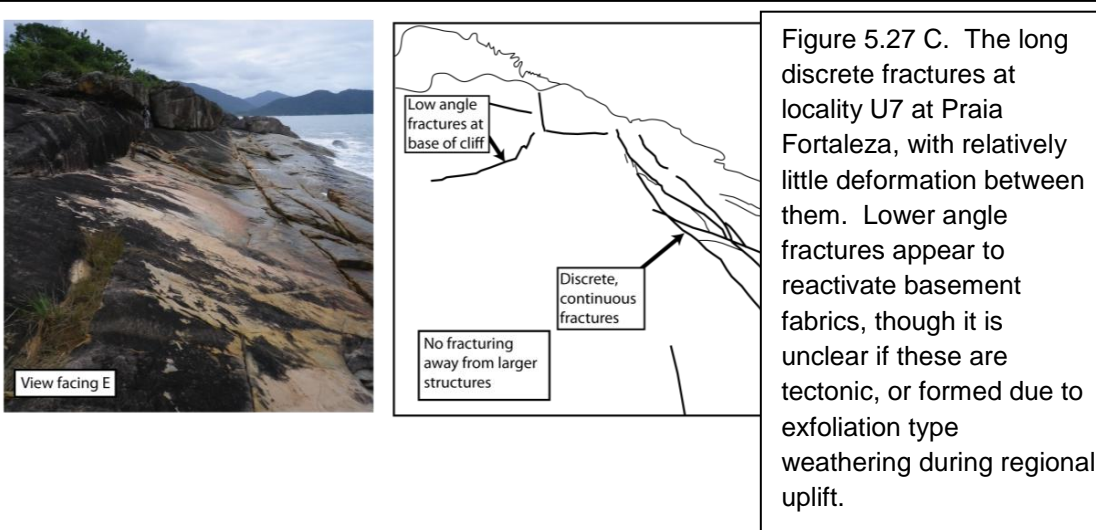 View facing E
Low angle
fractures at
base of cliff
Discrete,
continuous
fractures
No fracturing
away from larger
structures
Figure 5.27 C. The long
discrete fractures at
locality U7 at Praia
Fortaleza, with relatively
little deformation between
them. Lower angle
fractures appear to
reactivate basement
fabrics, though it is
unclear if these are
tectonic, or formed due to
exfoliation type
weathering during regional
uplift.